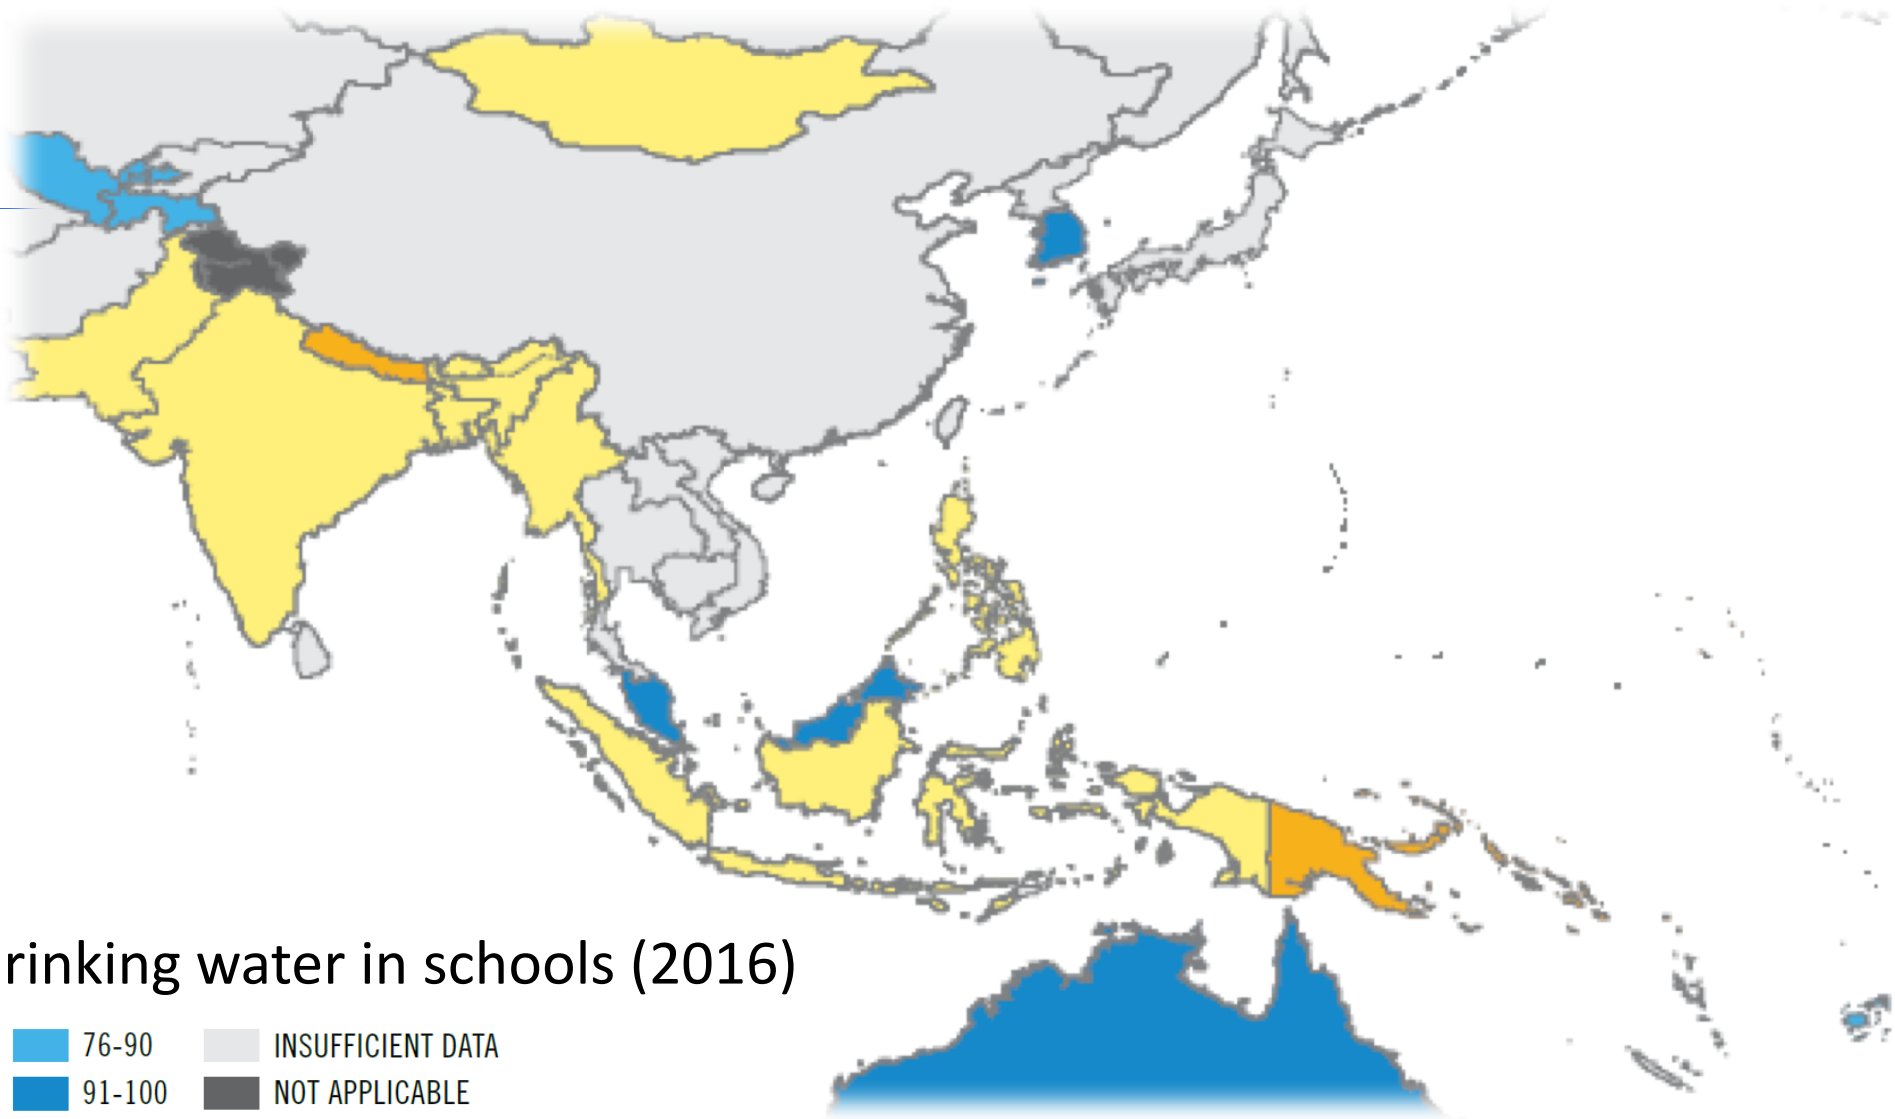 rinking water in schools (2016)
76-90 INSUFFICIENT DATA
91-100 NOT APPLICABLE